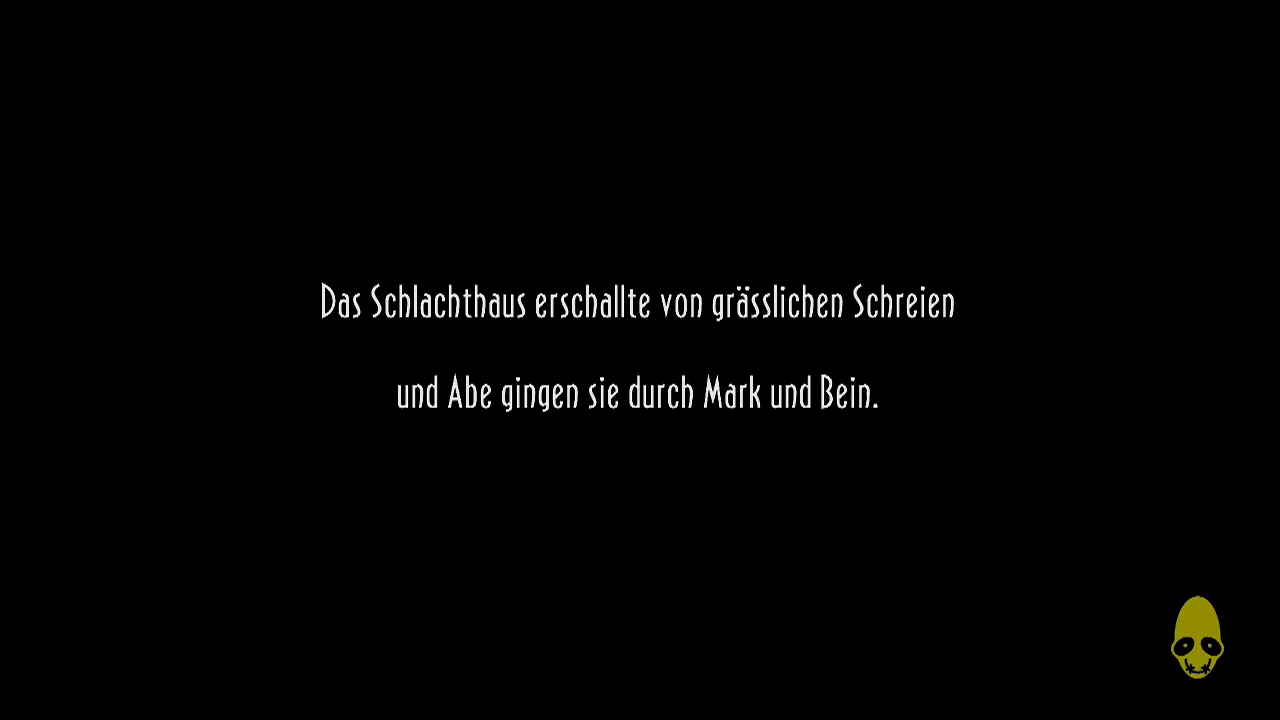 Das Schlachthaus erschallte von grässlichen Schreien
und Abe gingen sie durch Mark und Bein.